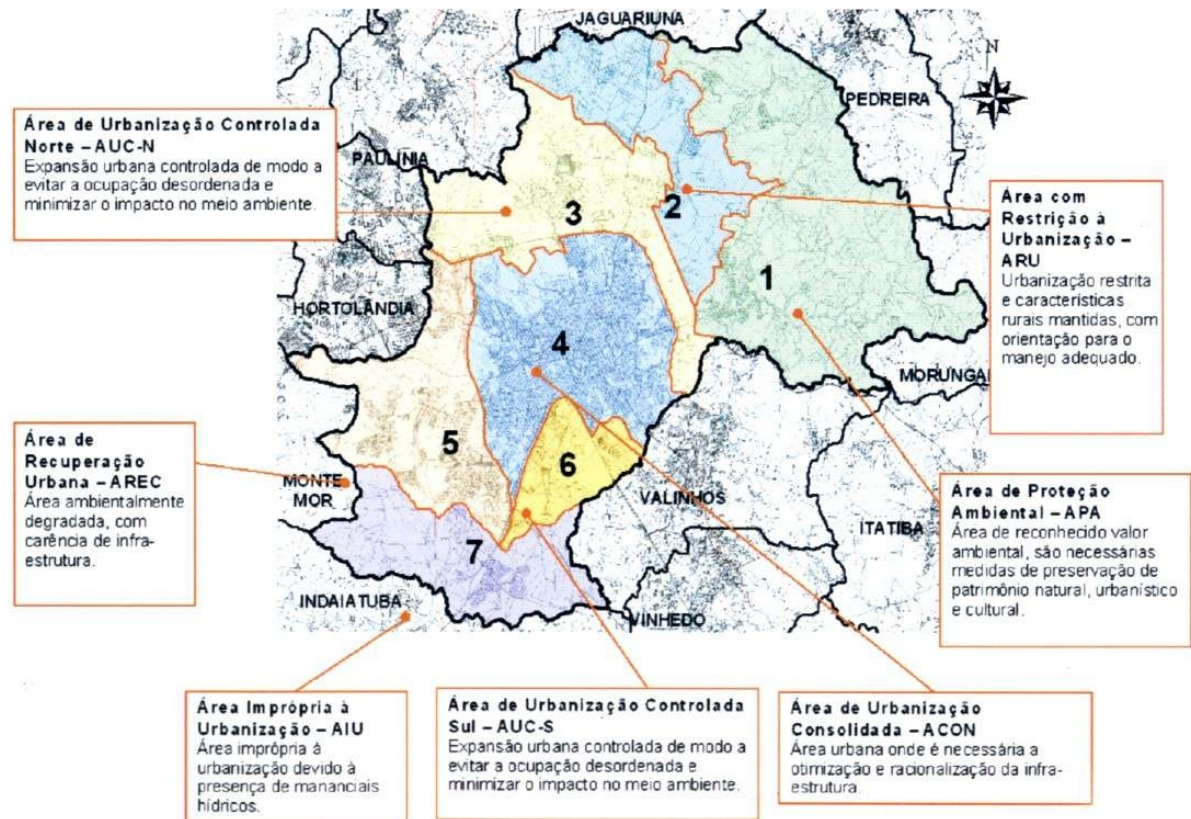 JAGUARIUNA
N
PEDREIRA
Área de Urbanização Controlada
Norte – AUC-N
Expansão urbana controlada de modo a
evitar a ocupação desordenada e
minimizar o impacto no meio ambiente.
PAULÍNIA
3
2
Área com
Restrição à
Urbanização –
ARU
Urbanização restrita
e características
rurais mantidas, com
orientação para o
manejo adequado.
1
HORTOLÂNDIA
4
MORUNGA
Área de
Recuperação
Urbana – AREC
Área ambientalmente
degradada, com
carência de infra-
estrutura.
5
6
MONTE
MOR
VALINHOS
ITATIBA
Área de Proteção
Ambiental – APA
Área de reconhecido valor
ambiental, são necessárias
medidas de preservação de
patrimônio natural, urbanístico
e cultural.
7
INDAIATUBA
VINHEDO
Área Imprópria à
Urbanização – AIU
Área imprópria à
urbanização devido à
presença de mananciais
hídricos.
Área de Urbanização Controlada
Sul – AUC-S
Expansão urbana controlada de modo a
evitar a ocupação desordenada e
minimizar o impacto no meio ambiente.
Área de Urbanização
Consolidada – ACON
Área urbana onde é necessária a
otimização e racionalização da infra-
estrutura.